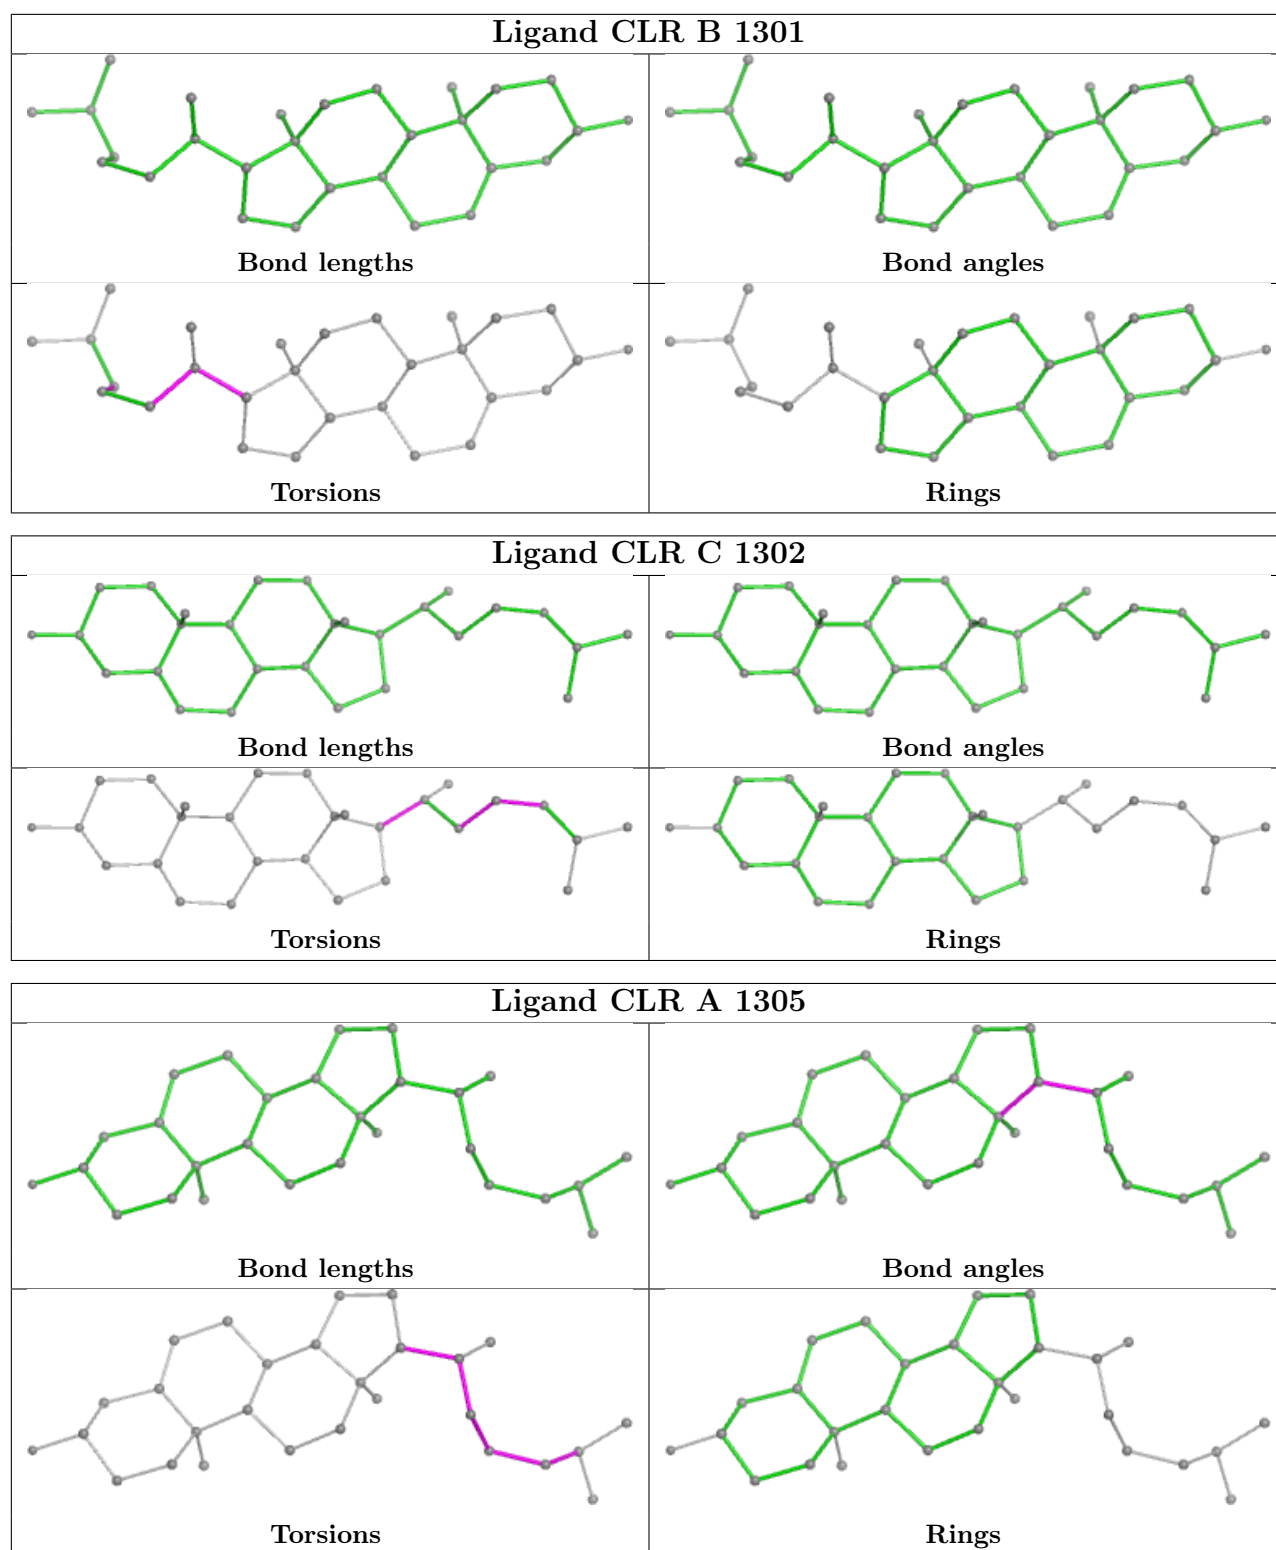 Ligand CLR B 1301
Bond lengths
Bond angles
Torsions
Rings
Ligand CLR C 1302
Bond lengths
Bond angles
Torsions
Rings
Ligand CLR A 1305
Bond lengths
Bond angles
Torsions
Rings